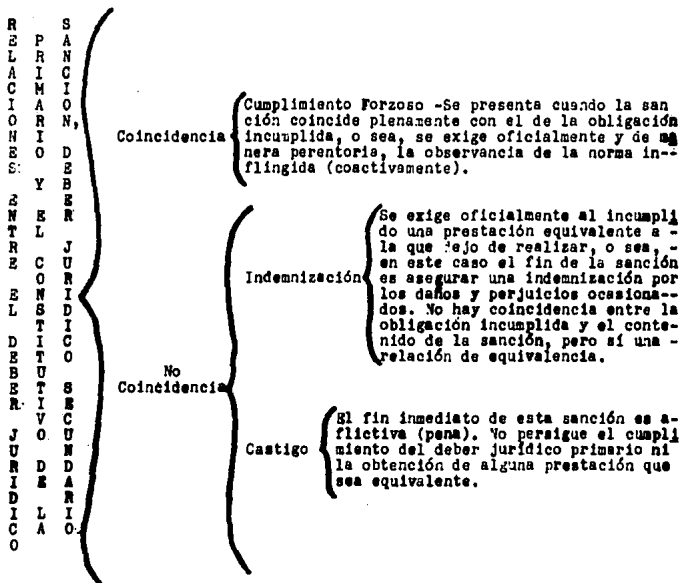 RELACIONES: ENTRE EL DEBER JURIDICO
PRIMARIO Y EL CONSTITUTIVO DE LA
SANCION, DEBER JURIDICO SECUNDARIO.
Coincidencia
Cumplimiento Forzoso -Se presenta cuando la san
ción coincide plenamente con el de la obligación
incumplida, o sea, se exige oficialmente y de ma
nera perentoria, la observancia de la norma in--
flingida (coactivamente).
No
Coincidencia
Indemnización
Se exige oficialmente al incumpli
do una prestación equivalente a -
la que dejo de realizar, o sea, -
en este caso el fin de la sanción
es asegurar una indemnización por
los daños y perjuicios ocasiona--
dos. No hay coincidencia entre la
obligación incumplida y el conte-
nido de la sanción, pero sí una -
relación de equivalencia.
Castigo
El fin inmediato de esta sanción es a-
flictiva (pena). No persigue el cumpli
miento del deber jurídico primario ni
la obtención de alguna prestación que
sea equivalente.